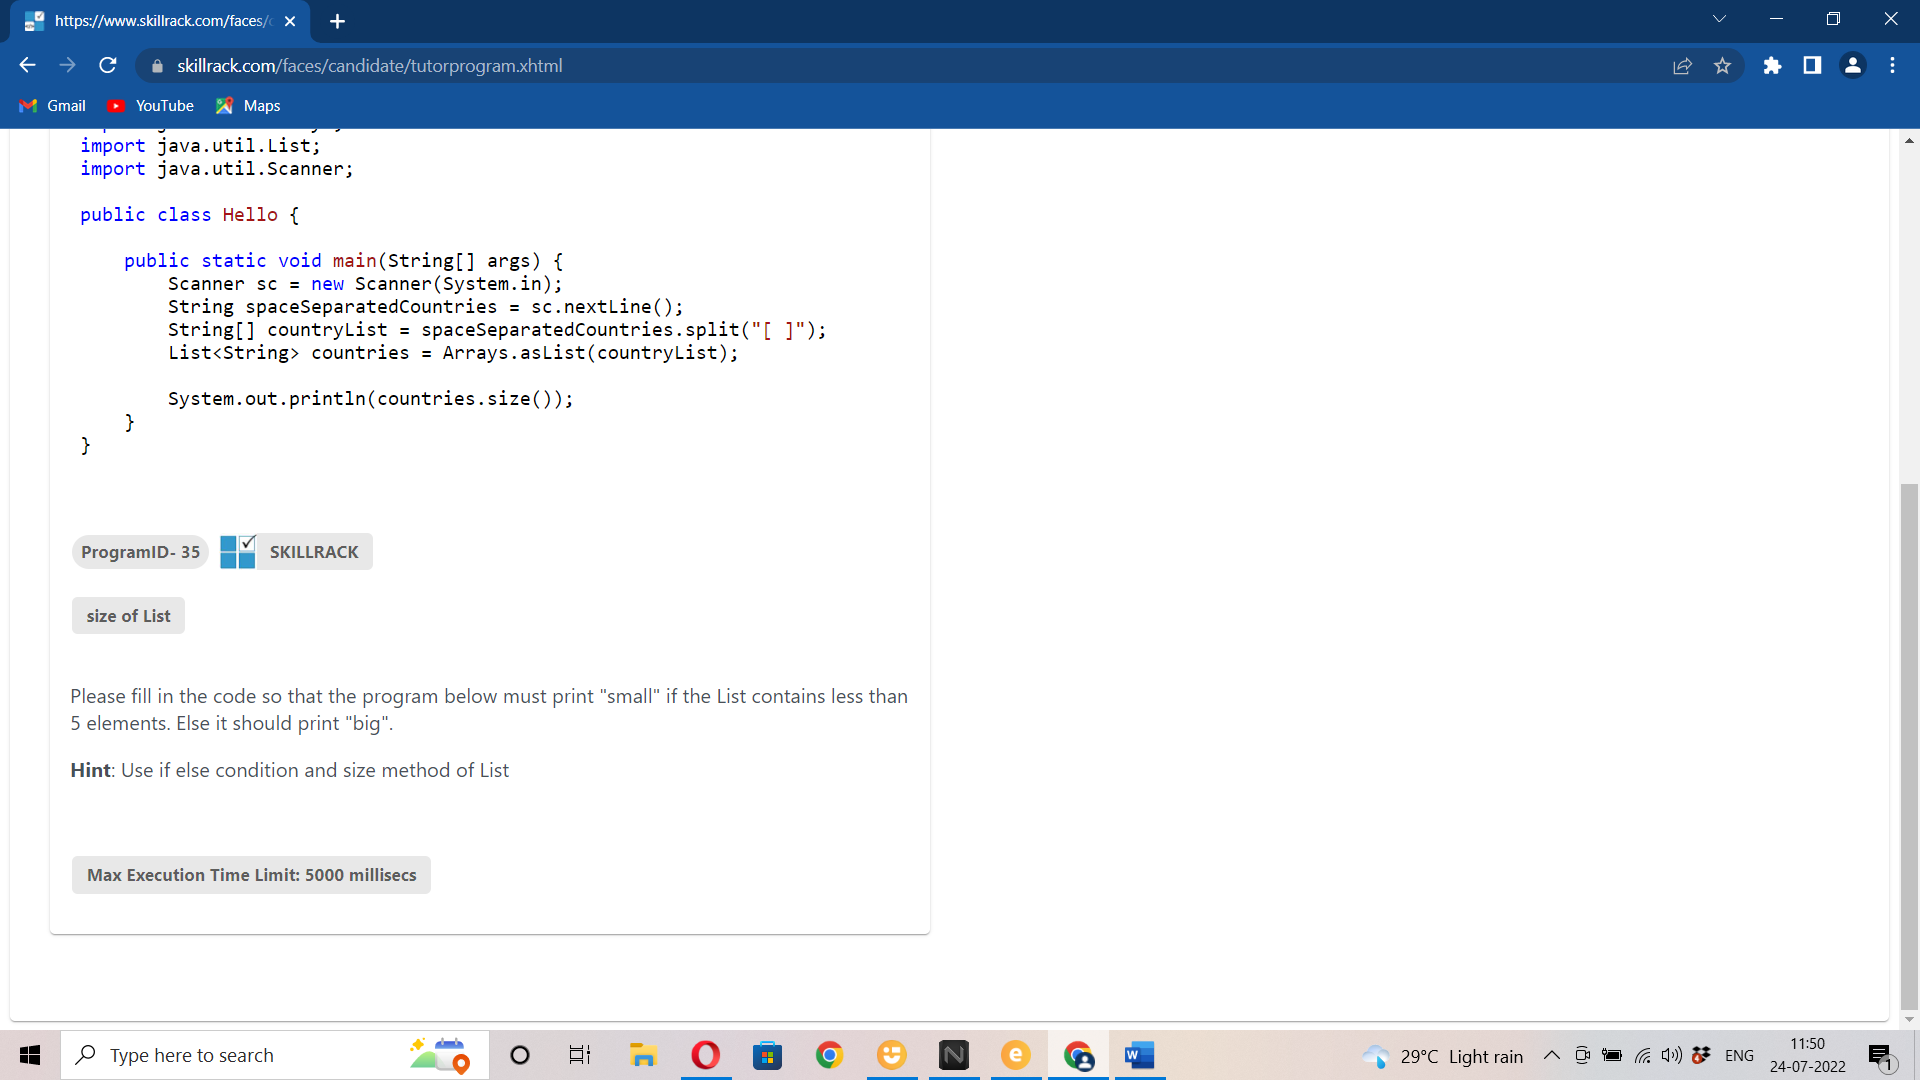 https://www.skillrack.com/faces/c
skillrack.com/faces/candidate/tutorprogram.xhtml
Gmail YouTube Maps
import java.util.List;
import java.util.Scanner;
public class Hello {
public static void main(String[] args) {
Scanner sc = new Scanner(System.in);
String spaceSeparatedCountries = sc.nextLine();
String[] countryList = spaceSeparatedCountries.split("[ ]");
List<String> countries = Arrays.asList(countryList);
System.out.println(countries.size());
}
}
ProgramID- 35 SKILLRACK
size of List
Please fill in the code so that the program below must print "small" if the List contains less than
5 elements. Else it should print "big".
Hint: Use if else condition and size method of List
Max Execution Time Limit: 5000 millisecs
Type here to search
29°C Light rain
ENG
11:50
24-07-2022
1